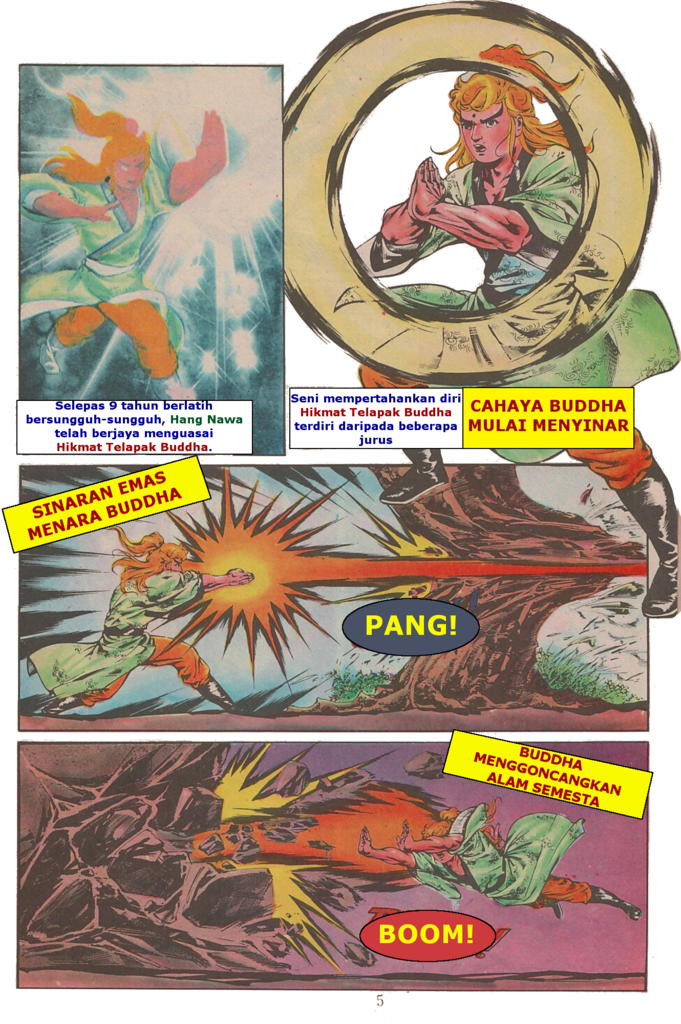 Selepas 9 tahun berlatih
bersungguh-sungguh, Hang Nawa
telah berjaya menguasai
Hikmat Telapak Buddha.
Seni mempertahankan diri
Hikmat Telapak Buddha
terdiri daripada beberapa
jurus
CAHAYA BUDDHA
MULAI MENYINAR
SINARAN EMAS
MENARA BUDDHA
PANG!
BUDDHA
MENGGONCANGKAN
ALAM SEMESTA
BOOM!
5